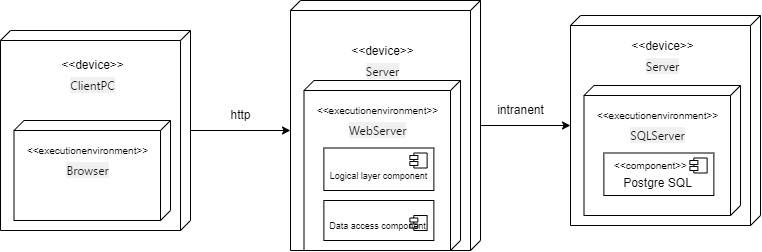 <<device>>
ClientPC
<<executionenvironment>>
Browser
http
<<device>>
Server
<<executionenvironment>>
WebServer
Logical layer component
Data access component
intranent
<<device>>
Server
<<executionenvironment>>
SQLServer
<<component>>
Postgre SQL